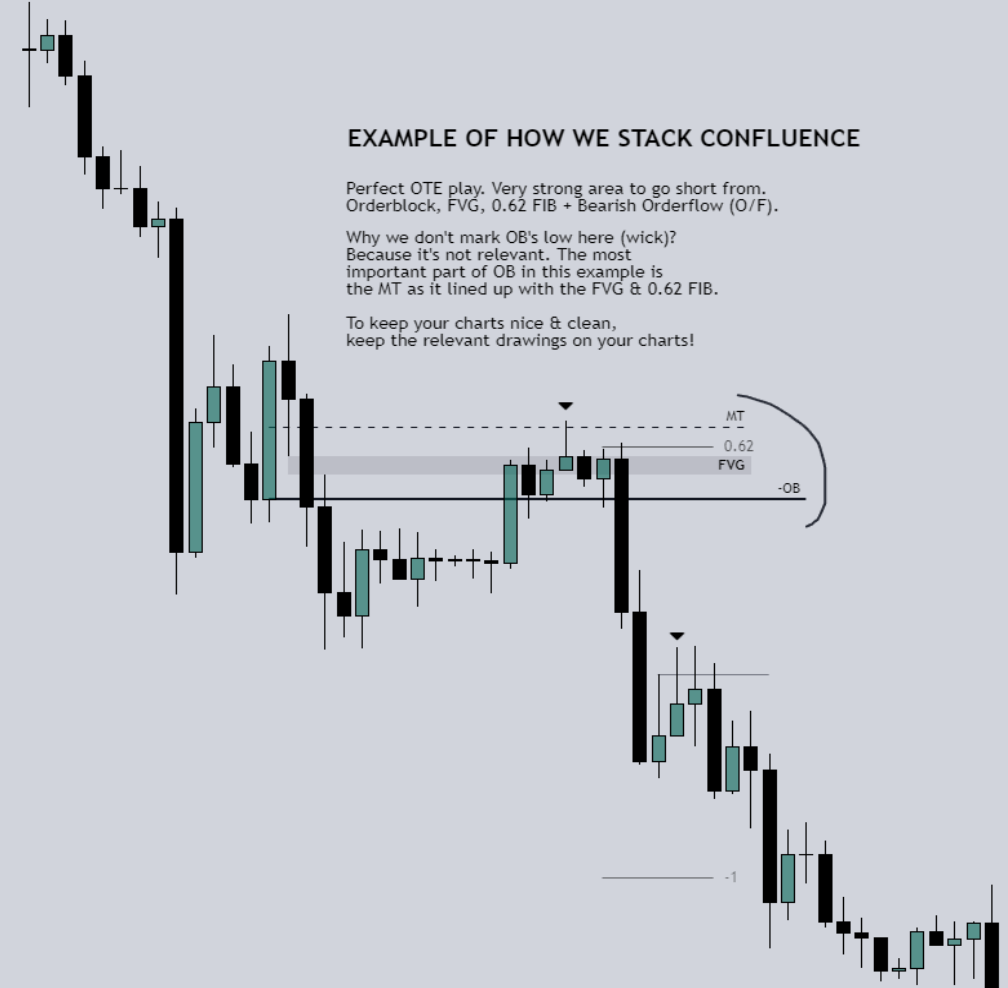 EXAMPLE OF HOW WE STACK CONFLUENCE
Perfect OTE play. Very strong area to go short from.
Orderblock, FVG, 0.62 FIB + Bearish Orderflow (O/F).
Why we don't mark OB's low here (wick)?
Because it's not relevant. The most
important part of OB in this example is
the MT as it lined up with the FVG & 0.62 FIB.
To keep your charts nice & clean,
keep the relevant drawings on your charts!
MT
0.62
FVG
-OB
-1